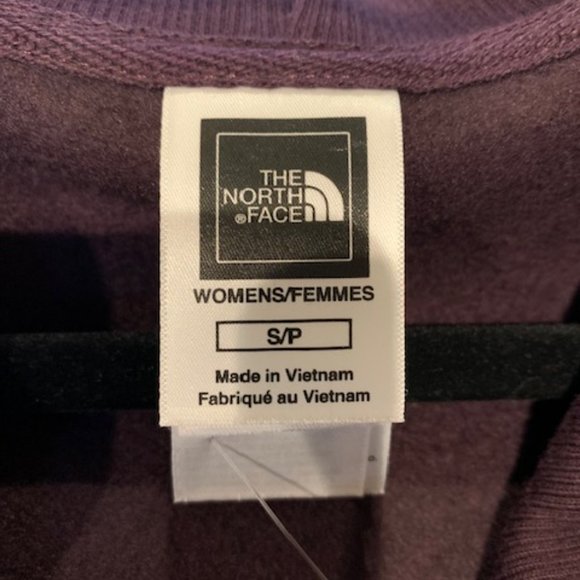 THE
NORTH
®FACE
WOMENS/FEMMES
S/P
Made in Vietnam
Fabriqué au Vietnam